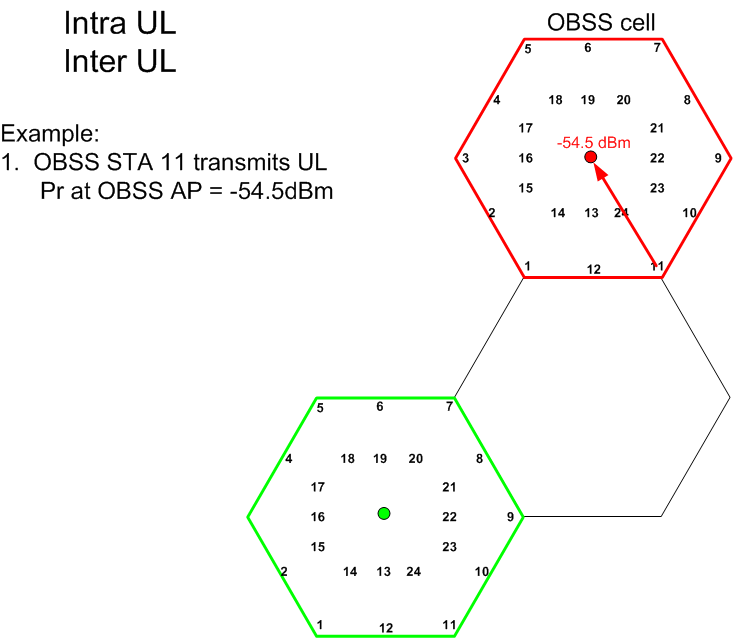 Intra UL
Inter UL
OBSS cell
Example:
1. OBSS STA 11 transmits UL
Pr at OBSS AP = -54.5dBm
5 6 7
4 18 19 20 8
17 21
-54.5 dBm
3 16 22 9
15 23
2 14 13 24 10
1 12 11
5 6 7
4 18 19 20 8
17 21
16 22 9
15 23
2 14 13 24 10
1 12 11